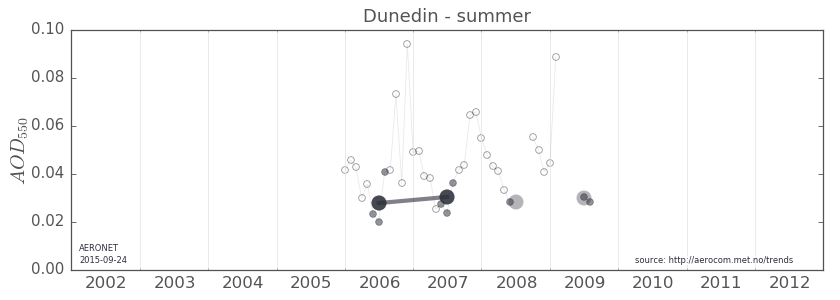 Dunedin - summer
0.10
0.08
0.06
0.04
0.02
0.00
AOD550
AERONET
2015-09-24
source: http://aerocom.met.no/trends
2002 2003 2004 2005 2006 2007 2008 2009 2010 2011 2012